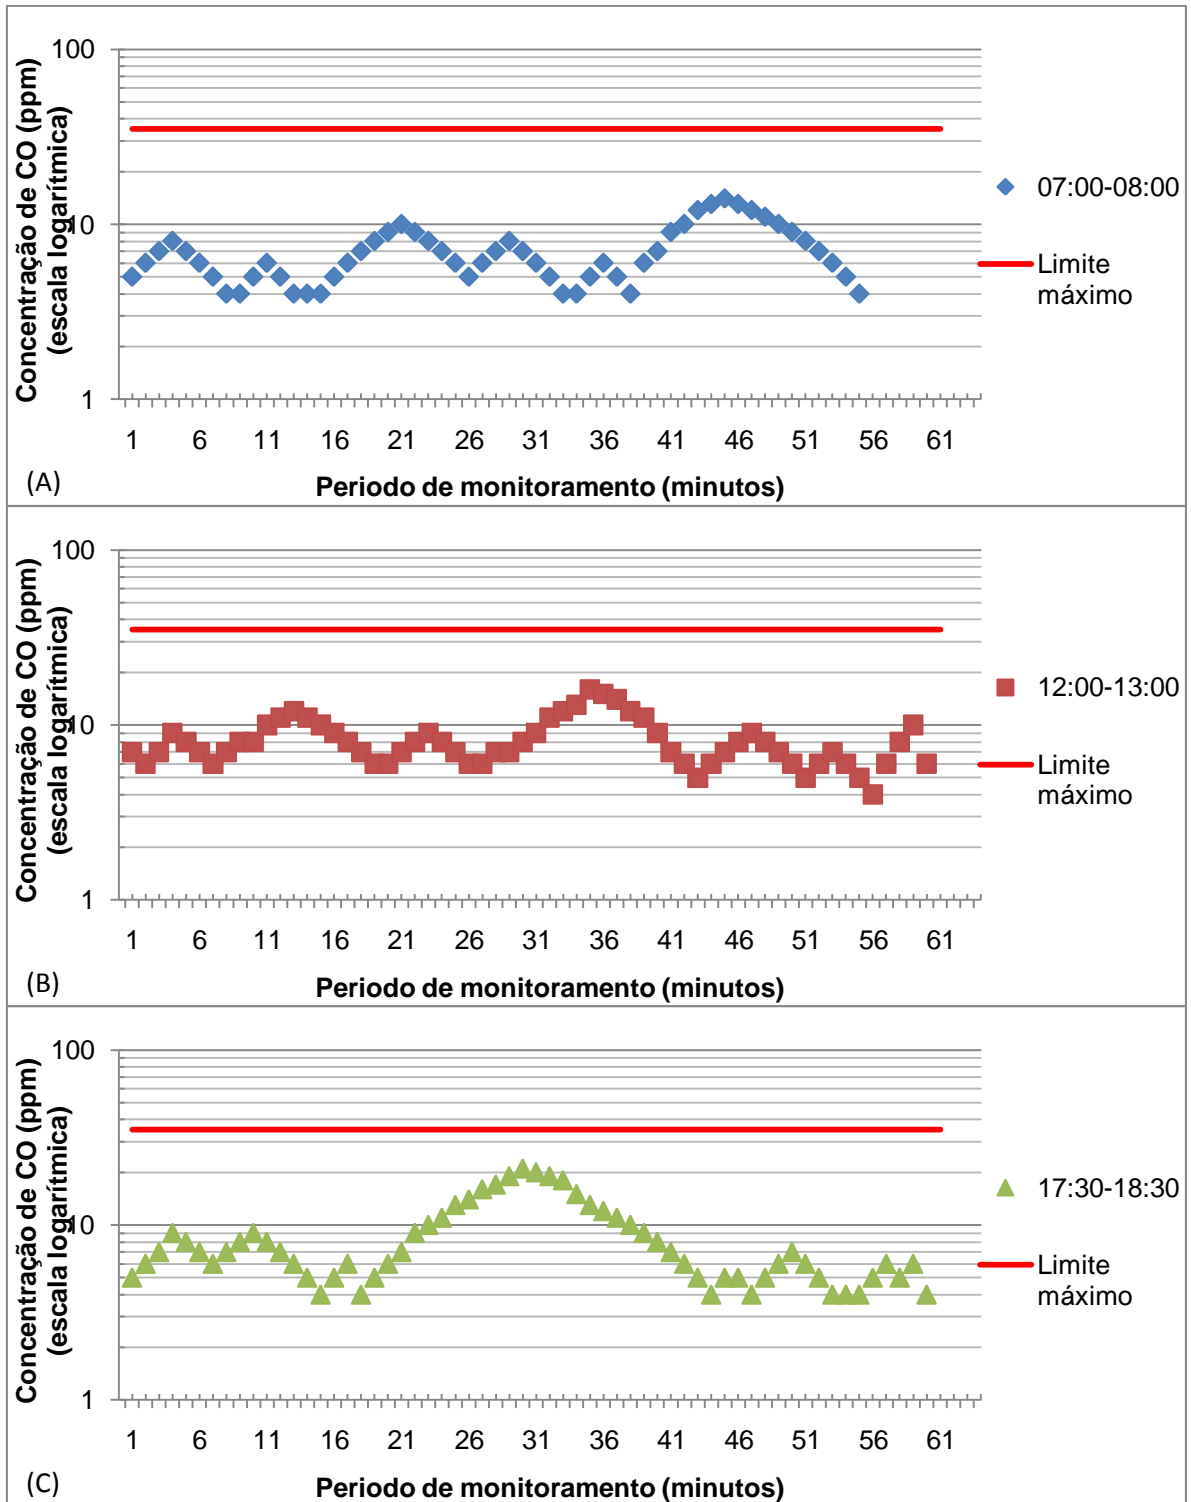 Concentração de CO (ppm)
(escala logarítmica)
100
10
1
1 6 11 16 21 26 31 36 41 46 51 56 61
Periodo de monitoramento (minutos)
(A)
07:00-08:00
Limite
máximo
Concentração de CO (ppm)
(escala logarítmica)
100
10
1
1 6 11 16 21 26 31 36 41 46 51 56 61
Periodo de monitoramento (minutos)
(B)
12:00-13:00
Limite
máximo
Concentração de CO (ppm)
(escala logarítmica)
100
10
1
1 6 11 16 21 26 31 36 41 46 51 56 61
Periodo de monitoramento (minutos)
(C)
17:30-18:30
Limite
máximo